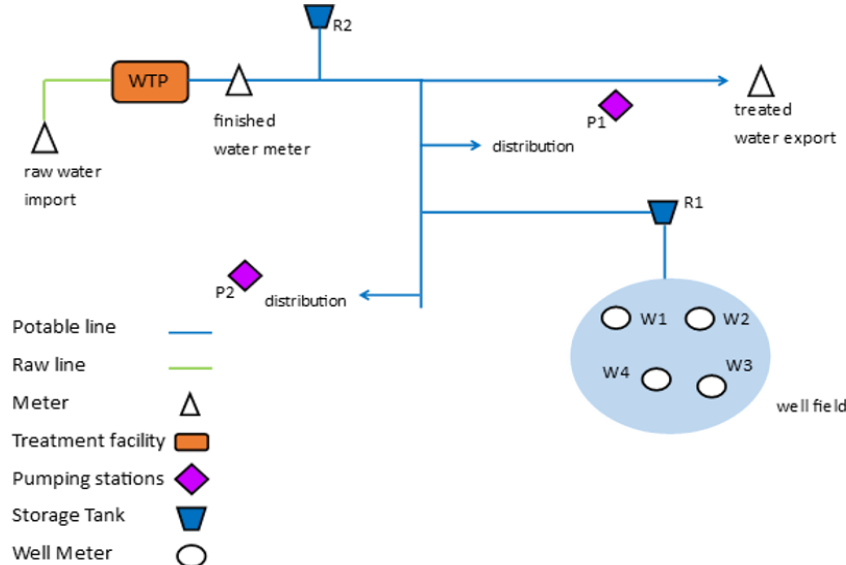 R2
WTP
finished
water meter
raw water
import
P1
treated
water export
distribution
R1
P2
distribution
W1
W2
W4
W3
well field
Potable line
Raw line
Meter
Treatment facility
Pumping stations
Storage Tank
Well Meter